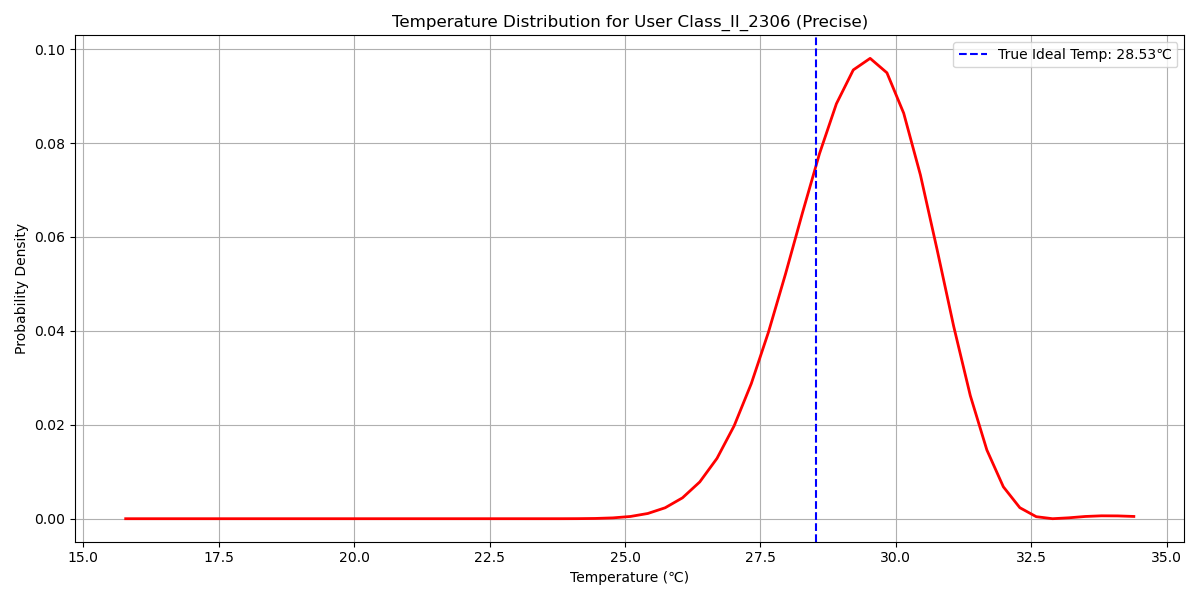 Temperature Distribution for User Class_II_2306 (Precise)
True Ideal Temp: 28.53℃
Probability Density
0.10
0.08
0.06
0.04
0.02
0.00
15.0 17.5 20.0 22.5 25.0 27.5 30.0 32.5 35.0
Temperature (℃)